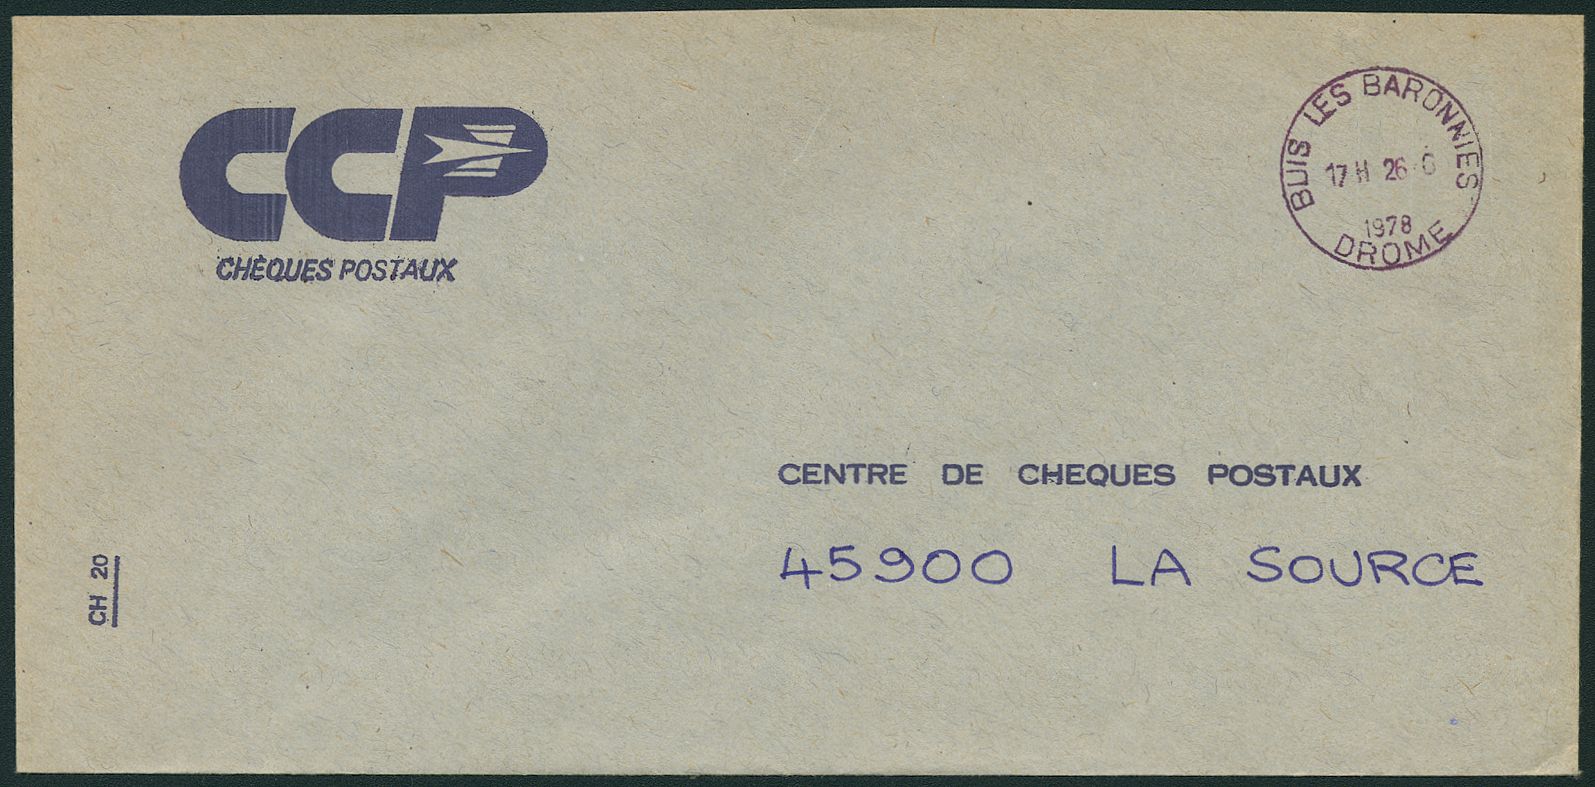 CCP
CHÈQUES POSTAUX
BUIS LES BARONNIES
17 H 26 6
1978
DROME
CENTRE DE CHEQUES POSTAUX
45900 LA SOURCE
CH 20